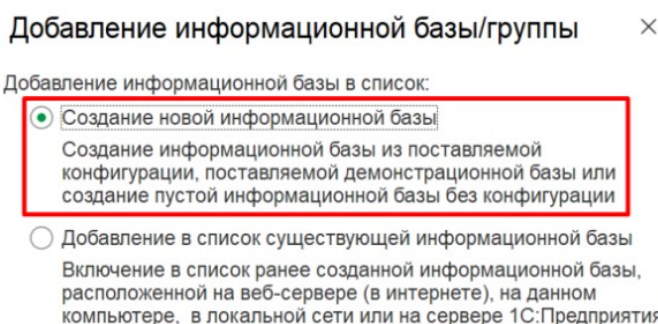 Добавление информационной базы/группы
Добавление информационной базы в список:
Создание новой информационной базы
Создание информационной базы из поставляемой
конфигурации, поставляемой демонстрационной базы или
создание пустой информационной базы без конфигурации
Добавление в список существующей информационной базы
Включение в список ранее созданной информационной базы,
расположенной на веб-сервере (в интернете), на данном
компьютере, в локальной сети или на сервере 1С:Предприятия